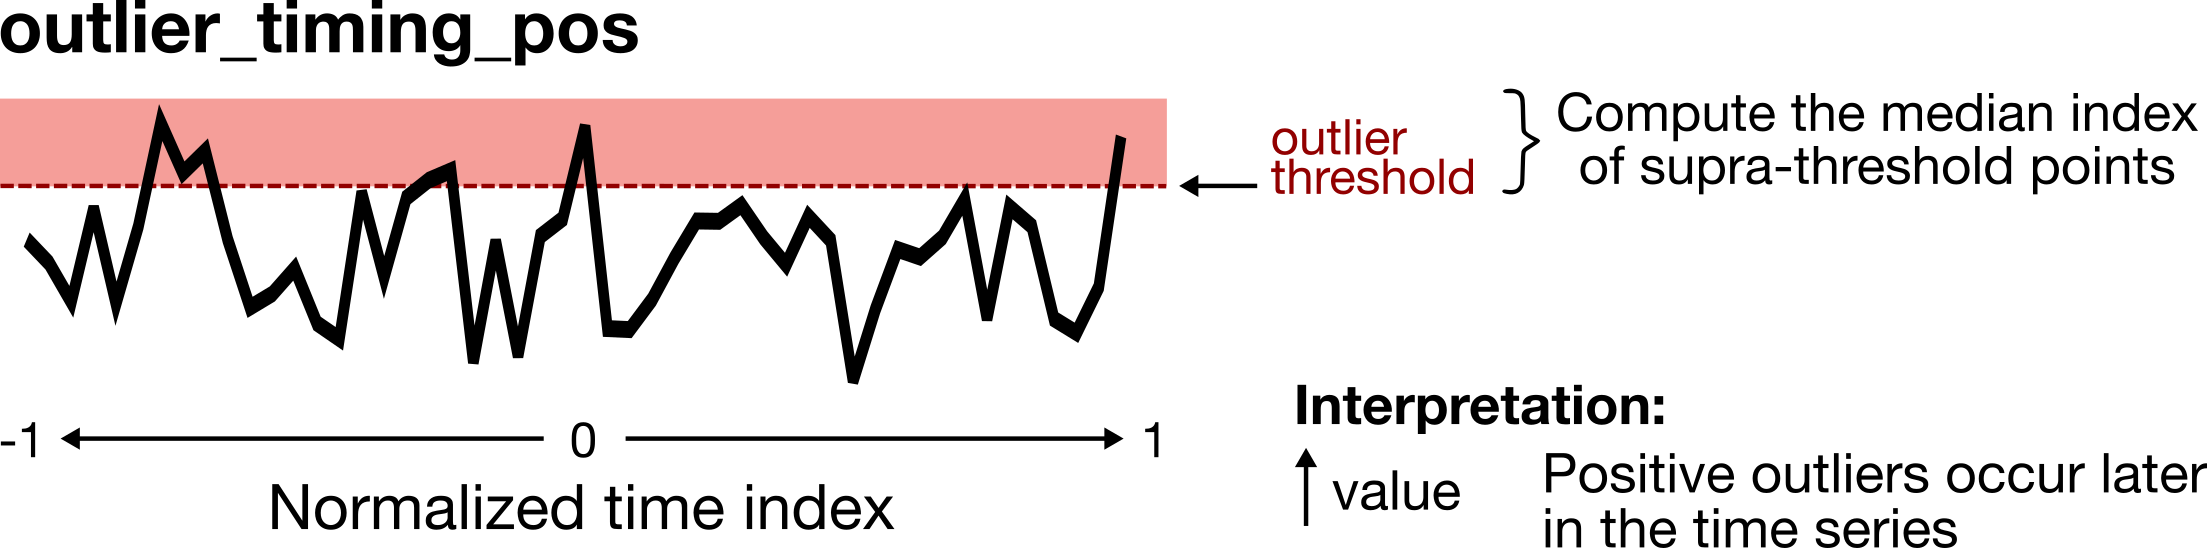 outlier_timing_pos
outlier
threshold
Compute the median index
of supra-threshold points
-1
0
1
Normalized time index
Interpretation:
value
Positive outliers occur later
in the time series